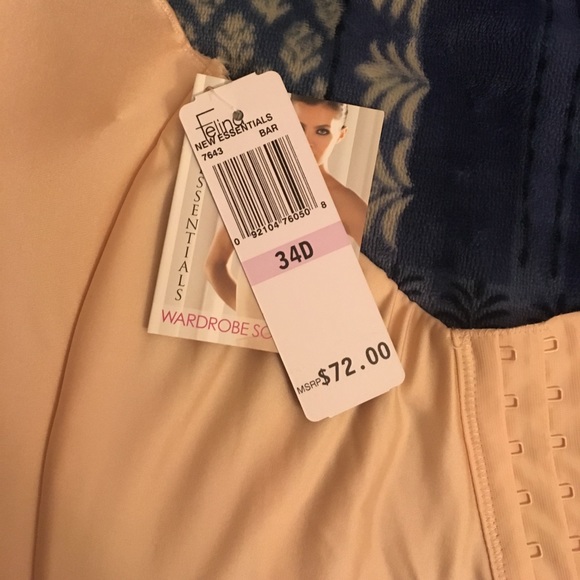 Felina
NEW ESSENTIALS
7643 BAR
0 92104 76050 8
34D
MSRP $72.00
ESSENTIALS
WARDROBE SO